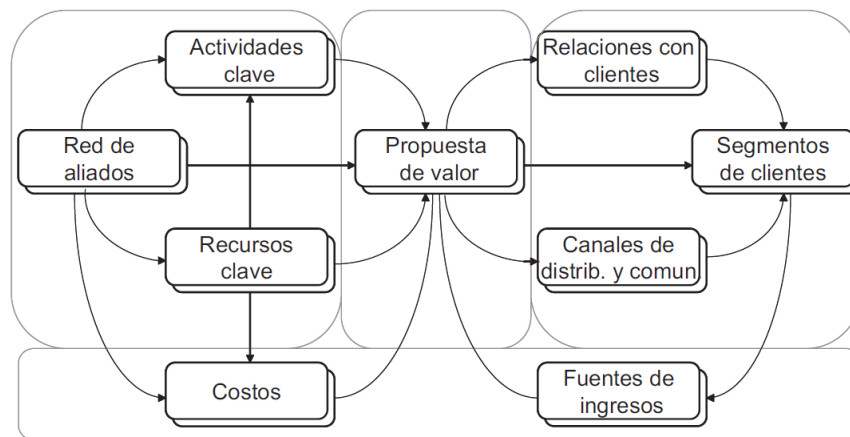 Actividades
clave
Relaciones con
clientes
Red de
aliados
Propuesta
de valor
Segmentos
de clientes
Recursos
clave
Canales de
distrib. y comun.
Costos
Fuentes de
ingresos